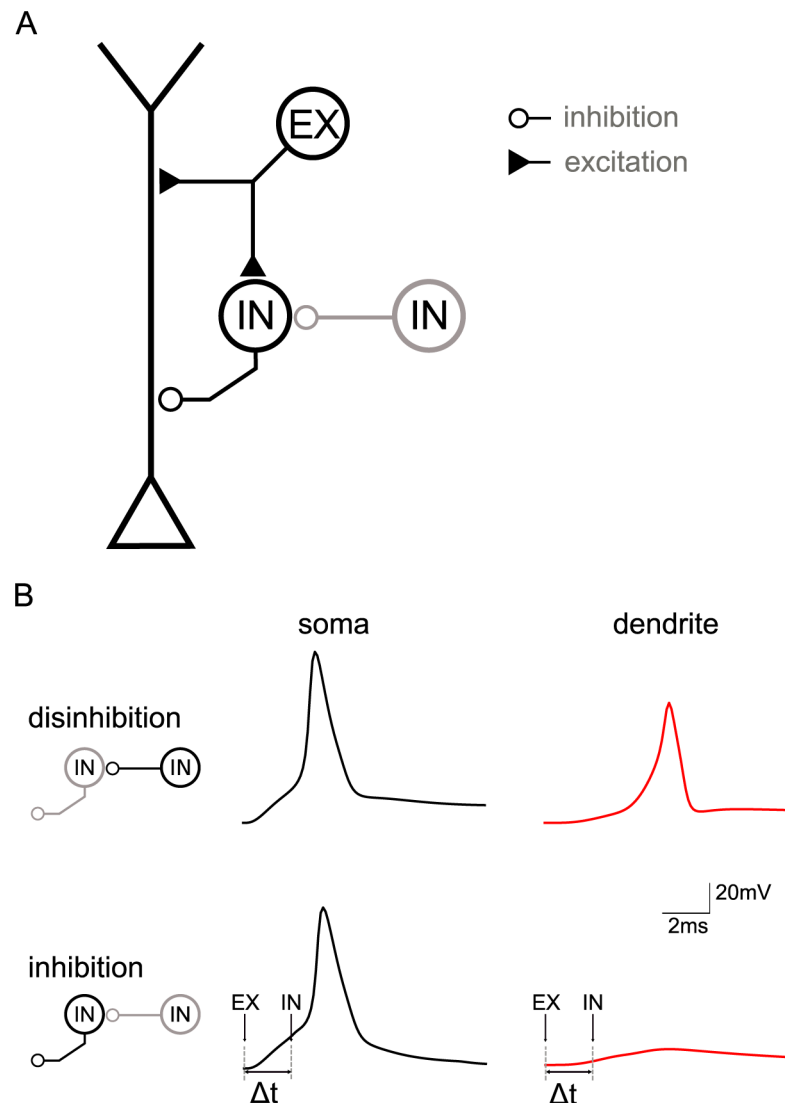 A
EX
inhibition
excitation
IN
IN
B
soma
dendrite
disinhibition
IN
IN
20mV
2ms
inhibition
EX
IN
EX
IN
IN
IN
Δt
Δt